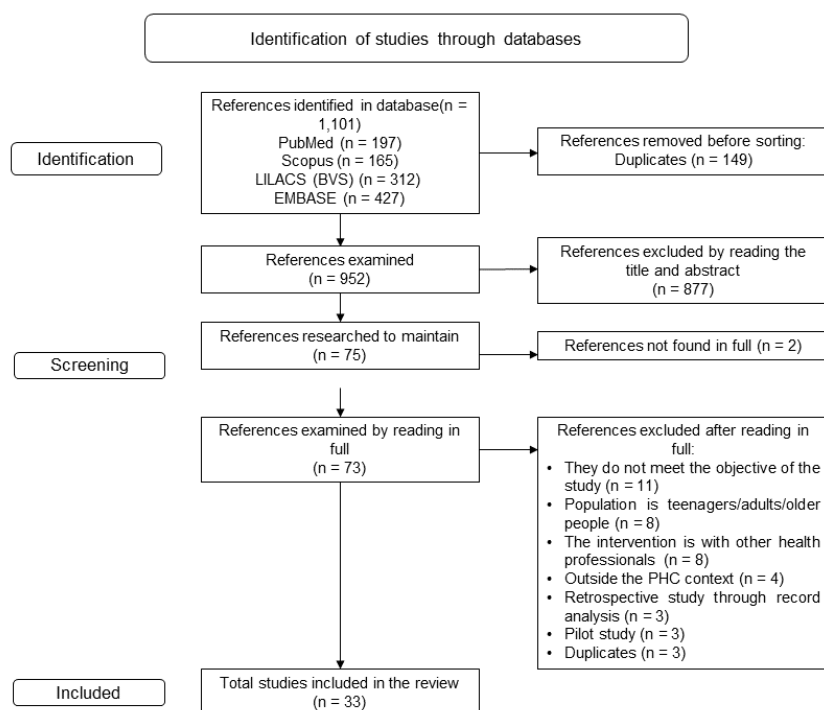 Identification of studies through databases
Identification
References identified in database(n =
1,101)
PubMed (n = 197)
Scopus (n = 165)
LILACS (BVS) (n = 312)
EMBASE (n = 427)
References removed before sorting:
Duplicates (n = 149)
References examined
(n = 952)
References excluded by reading the
title and abstract
(n = 877)
Screening
References researched to maintain
(n = 75)
References not found in full (n = 2)
References examined by reading in
full
(n = 73)
References excluded after reading in
full:
• They do not meet the objective of the
study (n = 11)
• Population is teenagers/adults/older
people (n = 8)
• The intervention is with other health
professionals (n = 8)
• Outside the PHC context (n = 4)
• Retrospective study through record
analysis (n = 3)
• Pilot study (n = 3)
• Duplicates (n = 3)
Included
Total studies included in the review
(n = 33)